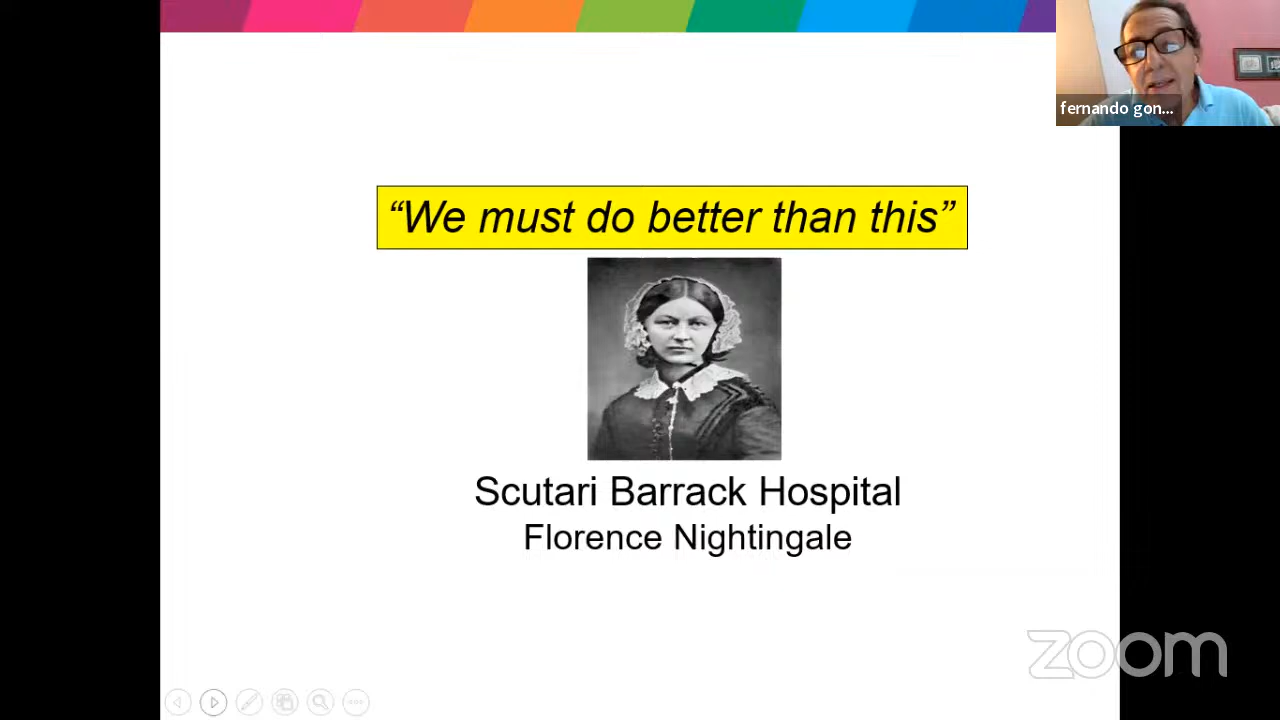 fernando gon...
“We must do better than this”
Scutari Barrack Hospital
Florence Nightingale
zoom